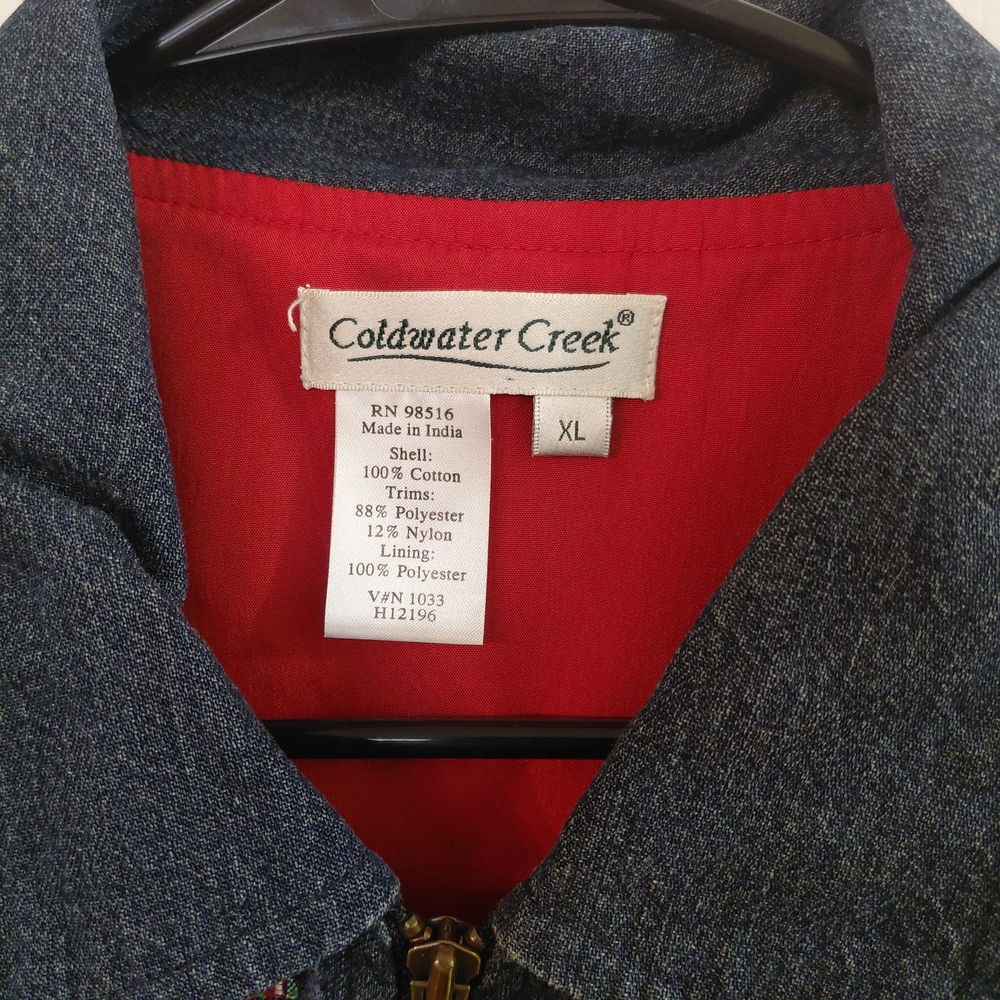 Coldwater Creek®
RN 98516
Made in India
Shell:
100% Cotton
Trims:
88% Polyester
12% Nylon
Lining:
100% Polyester
V#N 1033
H12196
XL